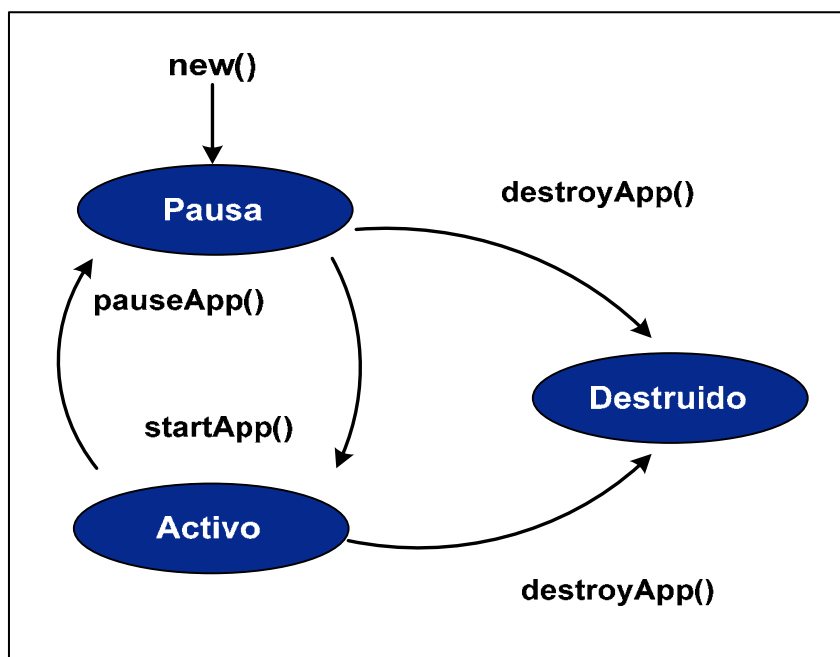 new()
Pausa
destroyApp()
pauseApp()
Destruido
startApp()
Activo
destroyApp()